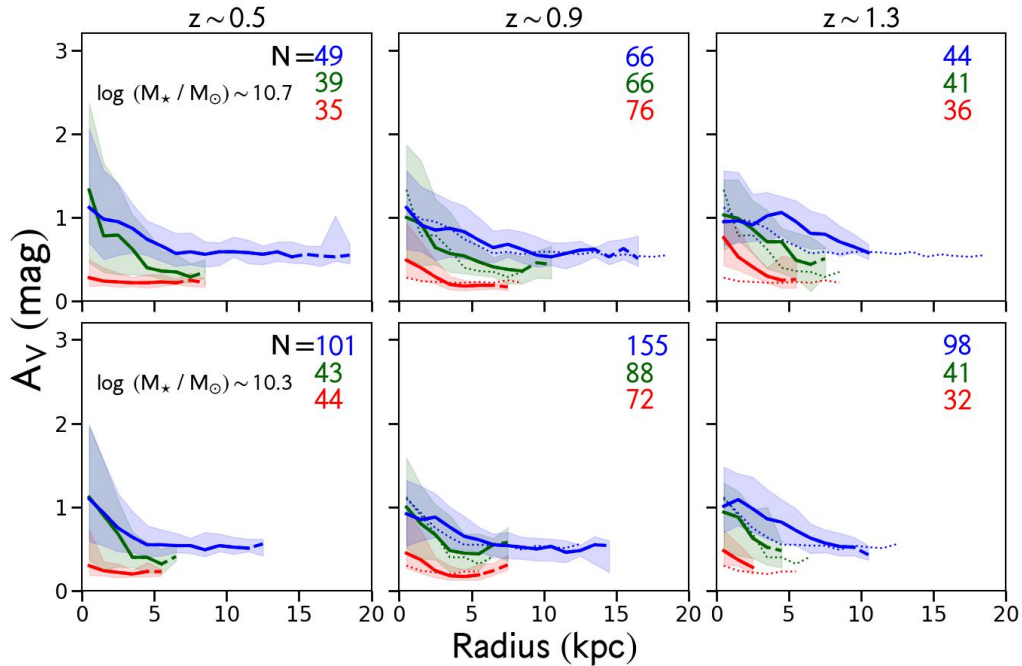 z ~ 0.5 z ~ 0.9 z ~ 1.3
3
N = 49 66 44
39 66 41
log (M⋆ / M⊙) ~ 10.7
35 76 36
2
1
0
3
N = 101 155 98
43 88 41
log (M⋆ / M⊙) ~ 10.3
44 72 32
2
1
0
0 5 10 15 20 0 5 10 15 20 0 5 10 15 20
Av (mag)
Radius (kpc)